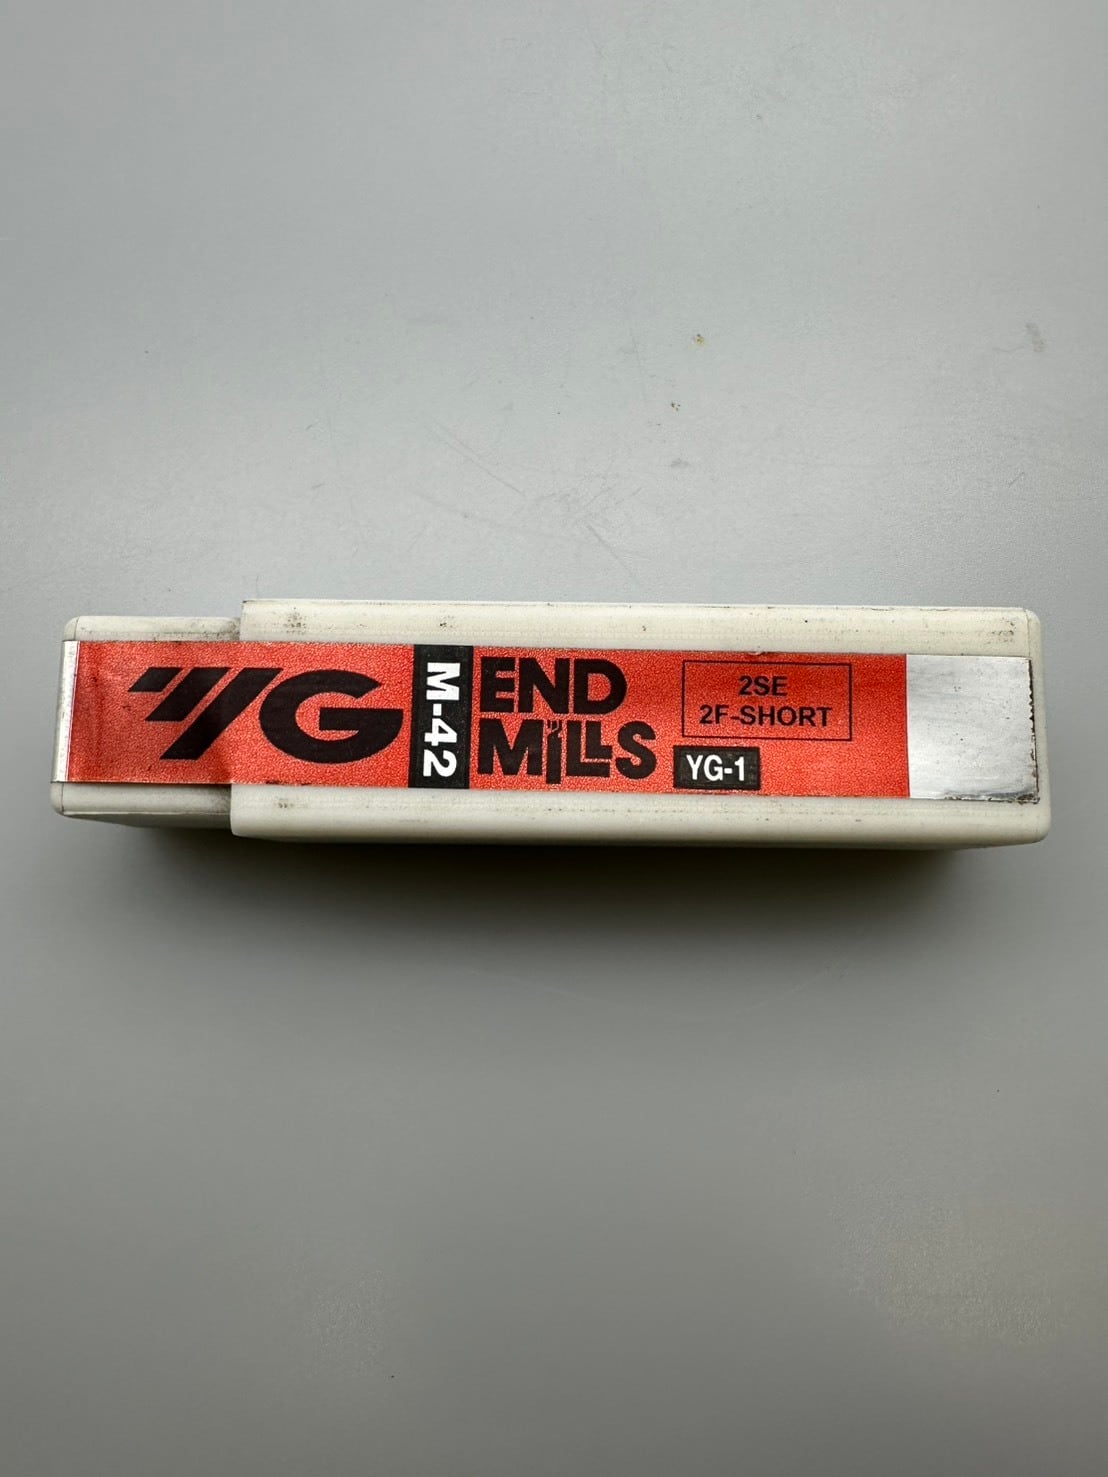 YG
M-42
END
MILLS
2SE
2F-SHORT
YG-1